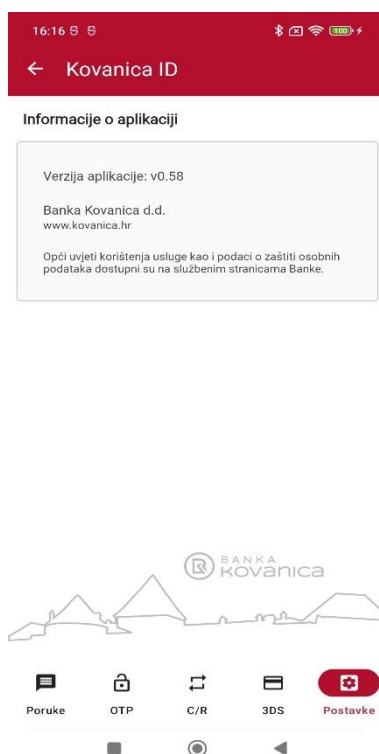 16:16
100
Kovanica ID
Informacije o aplikaciji
Verzija aplikacije: v0.58
Banka Kovanica d.d.
www.kovanica.hr
Opći uvjeti korištenja usluge kao i podaci o zaštiti osobnih
podataka dostupni su na službenim stranicama Banke.
BANKA
kovanica
Poruke OTP C/R 3DS Postavke